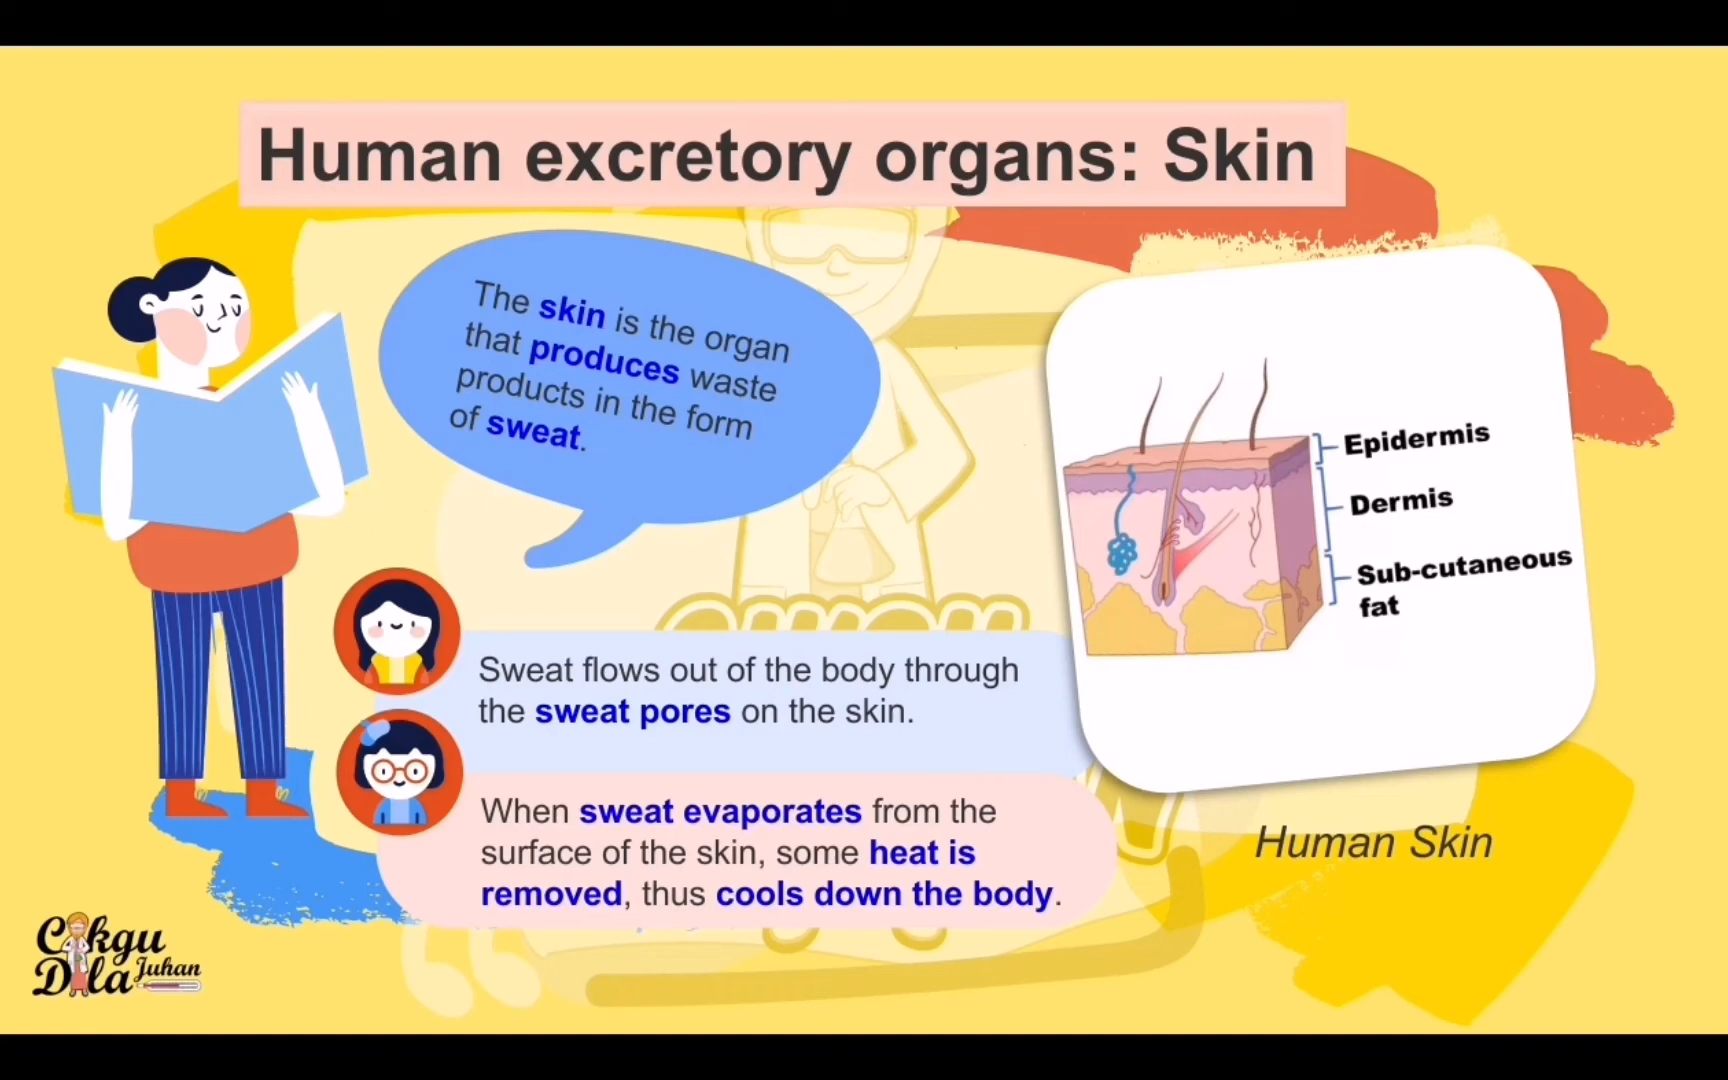 Human excretory organs: Skin
The skin is the organ
that produces waste
products in the form
of sweat.
Sweat flows out of the body through
the sweat pores on the skin.
When sweat evaporates from the
surface of the skin, some heat is
removed, thus cools down the body.
Epidermis
Dermis
Sub-cutaneous
fat
Human Skin
Cikgu
Dila Juhan